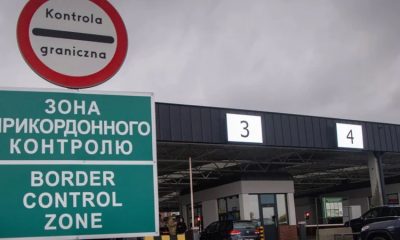 Kontrola
graniczna
ЗОНА
ПРИКОРДОННОГО
КОНТРОЛЮ
BORDER
CONTROL
ZONE
3
4